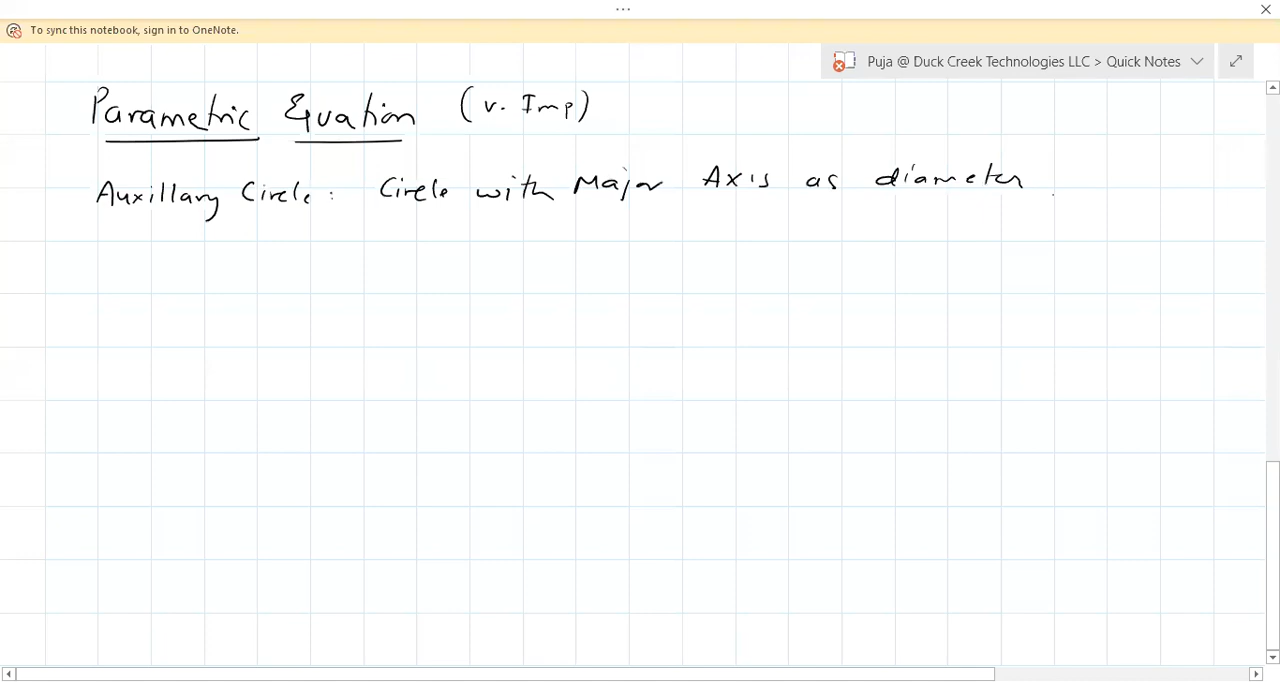 ...
To sync this notebook, sign in to OneNote.
Puja @ Duck Creek Technologies LLC > Quick Notes
Parametric Equation (v. Imp)
Auxillary Circle: Circle with Major Axis as diameter.